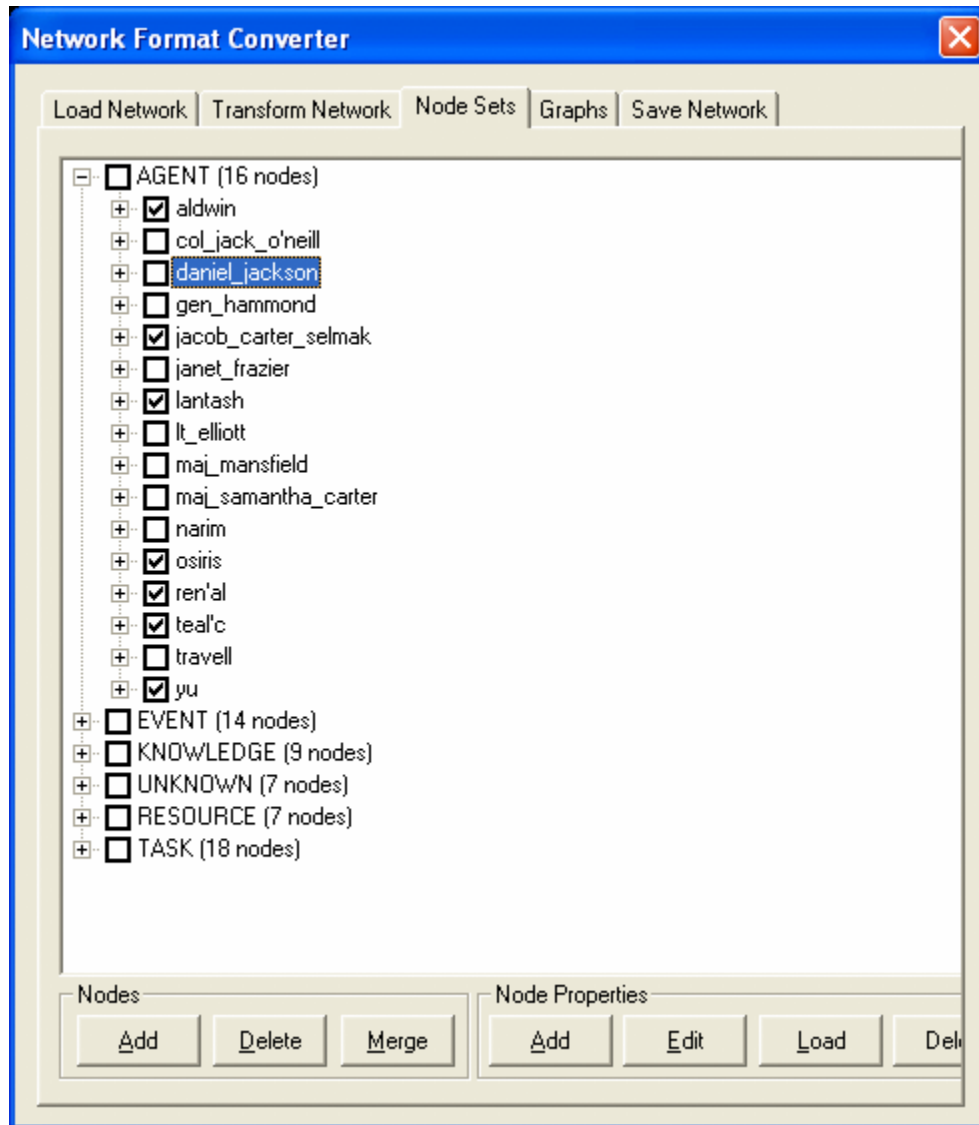 Network Format Converter
Load Network Transform Network Node Sets Graphs Save Network
AGENT (16 nodes)
aldwin
col_jack_o'neill
daniel_jackson
gen_hammond
jacob_carter_selmak
janet_frazier
lantash
lt_elliott
maj_mansfield
maj_samantha_carter
narim
osiris
ren'al
teal'c
travell
yu
EVENT (14 nodes)
KNOWLEDGE (9 nodes)
UNKNOWN (7 nodes)
RESOURCE (7 nodes)
TASK (18 nodes)
Nodes Node Properties
Add Delete Merge Add Edit Load